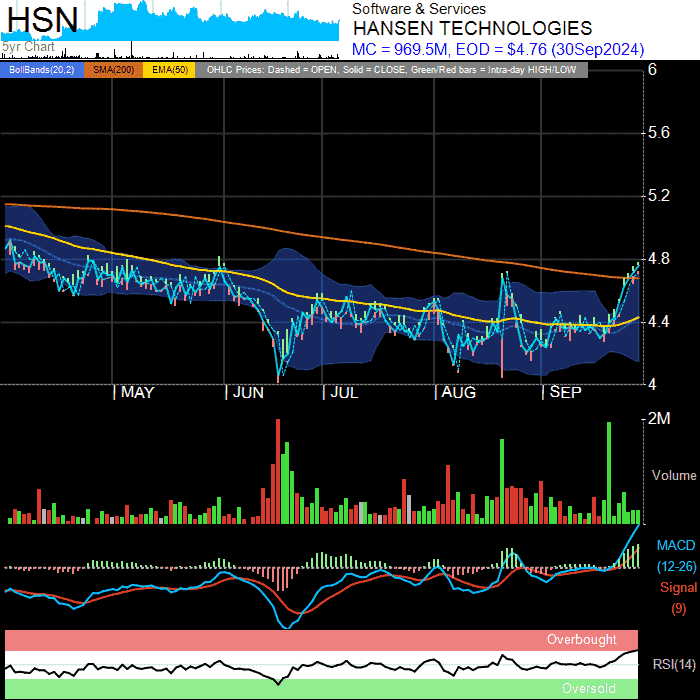 HSN
Software & Services
HANSEN TECHNOLOGIES
5yr Chart
MC = 969.5M, EOD = $4.76 (30Sep2024)
BollBands(20,2) SMA(200) EMA(50) OHLC Prices: Dashed = OPEN, Solid = CLOSE, Green/Red bars = Intra-day HIGH/LOW
6
5.6
5.2
4.8
4.4
4
MAY JUN JUL AUG SEP
2M
Volume
MACD
(12-26)
Signal
(9)
Overbought
RSI(14)
Oversold